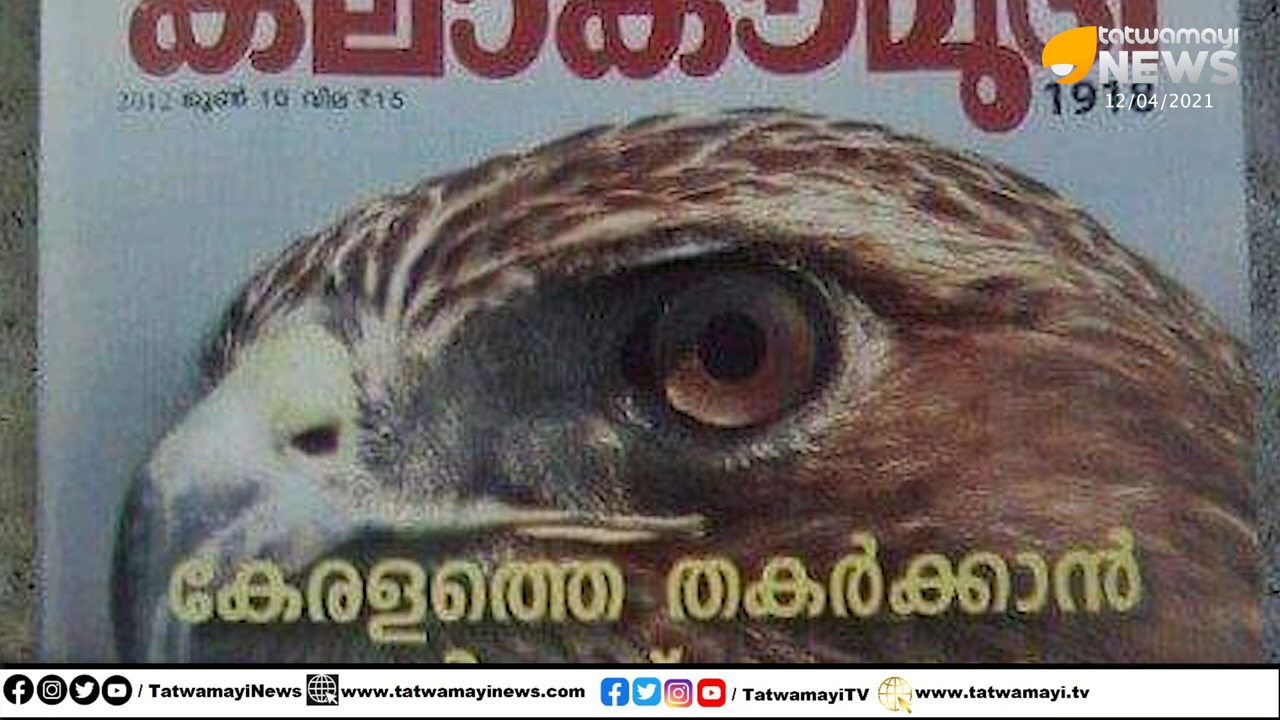 കലാകൗമുദി
tatwamayi
NEWS
2012 ജൂൺ 10 വില ₹15
1918
12/04/2021
കേരളത്തെ തകർക്കാൻ
/ TatwamayiNews www.tatwamayinews.com / TatwamayiTV www.tatwamayi.tv